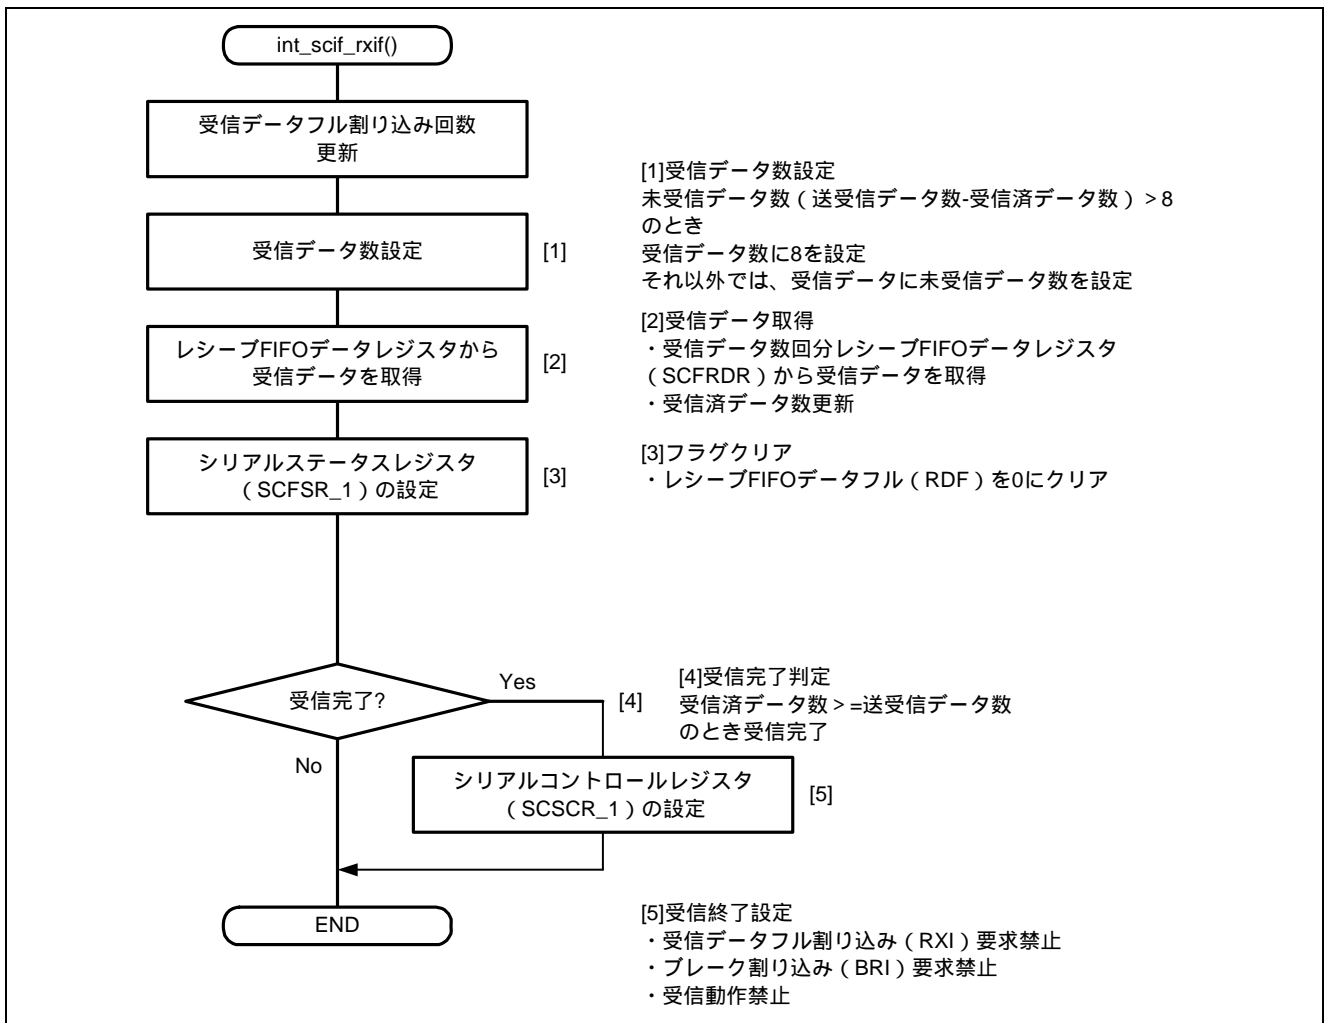 int_scif_rxif()
受信データフル割り込み回数
更新
[1]受信データ数設定
未受信データ数（送受信データ数-受信済データ数）>8
のとき
受信データ数に8を設定
それ以外では、受信データに未受信データ数を設定
受信データ数設定
[1]
[2]受信データ取得
・受信データ数回分レシーブFIFOデータレジスタ
（SCFRDR）から受信データを取得
・受信済データ数更新
レシーブFIFOデータレジスタから
受信データを取得
[2]
[3]フラグクリア
・レシーブFIFOデータフル（RDF）を0にクリア
シリアルステータスレジスタ
（SCFSR_1）の設定
[3]
受信完了?
Yes
[4]
[4]受信完了判定
受信済データ数>=送受信データ数
のとき受信完了
No
シリアルコントロールレジスタ
（SCSCR_1）の設定
[5]
END
[5]受信終了設定
・受信データフル割り込み（RXI）要求禁止
・ブレーク割り込み（BRI）要求禁止
・受信動作禁止